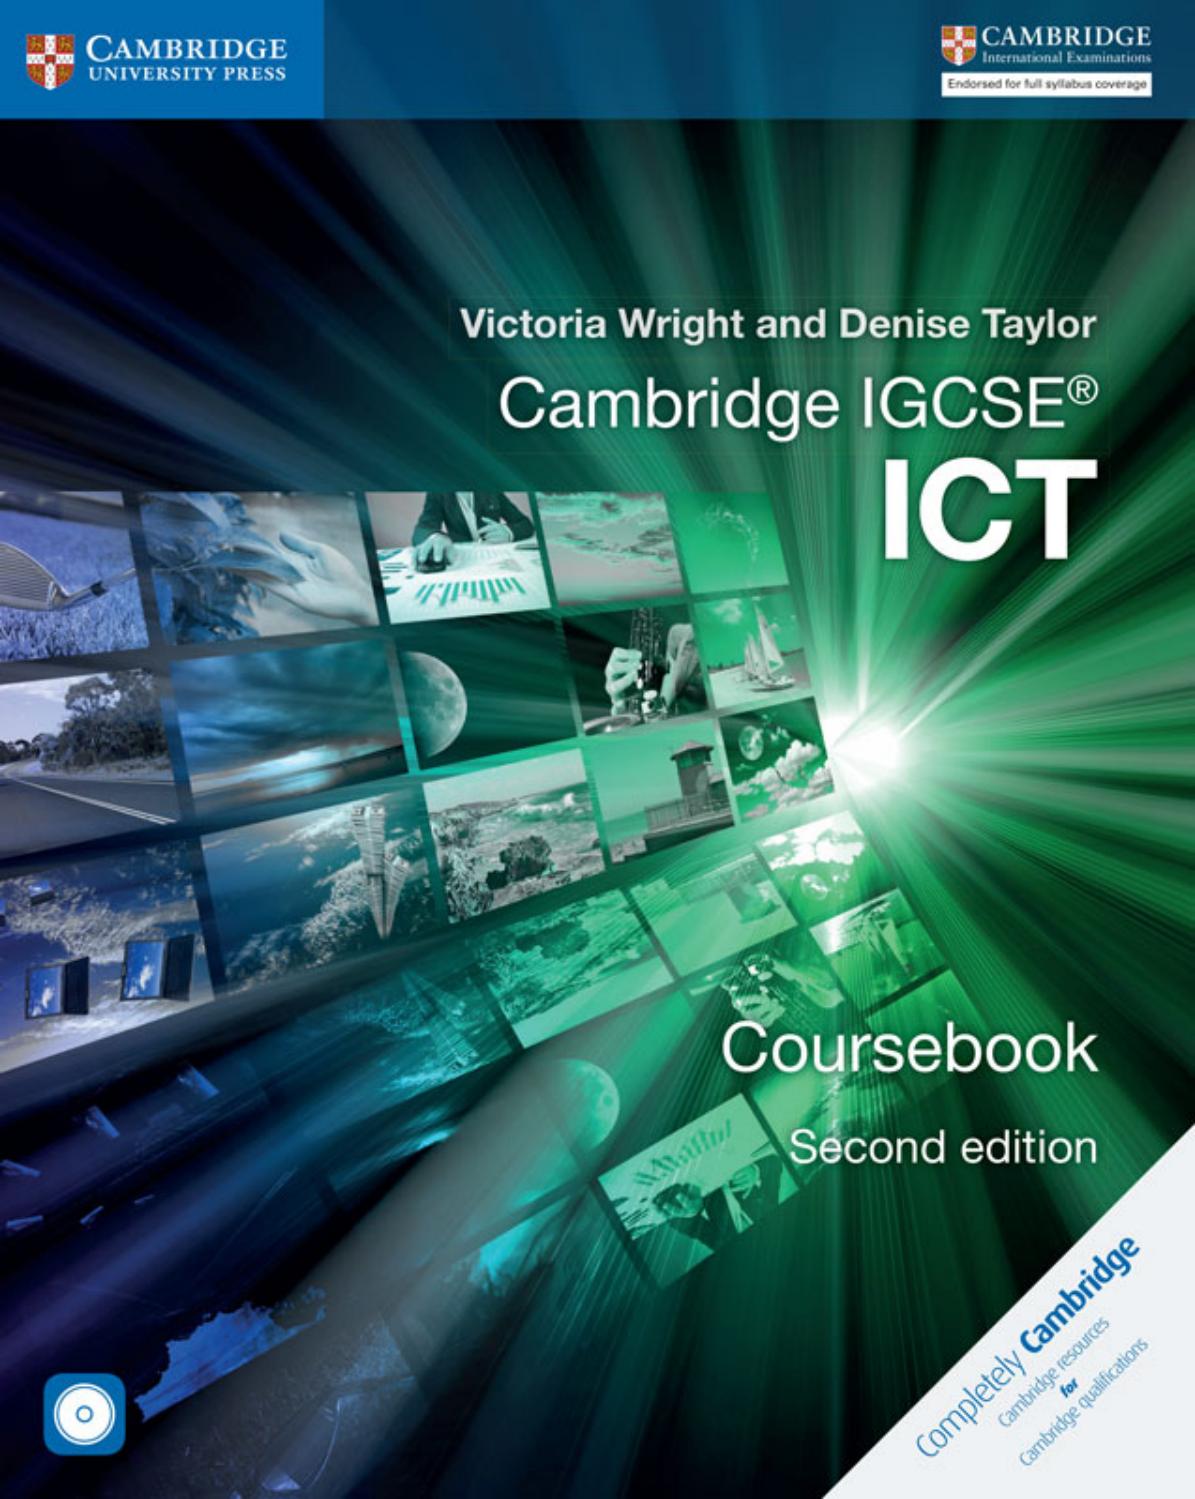 CAMBRIDGE
UNIVERSITY PRESS
CAMBRIDGE
International Examinations
Endorsed for full syllabus coverage
Victoria Wright and Denise Taylor
Cambridge IGCSE®
ICT
Coursebook
Second edition
Completely Cambridge
Cambridge resources
for
Cambridge qualifications